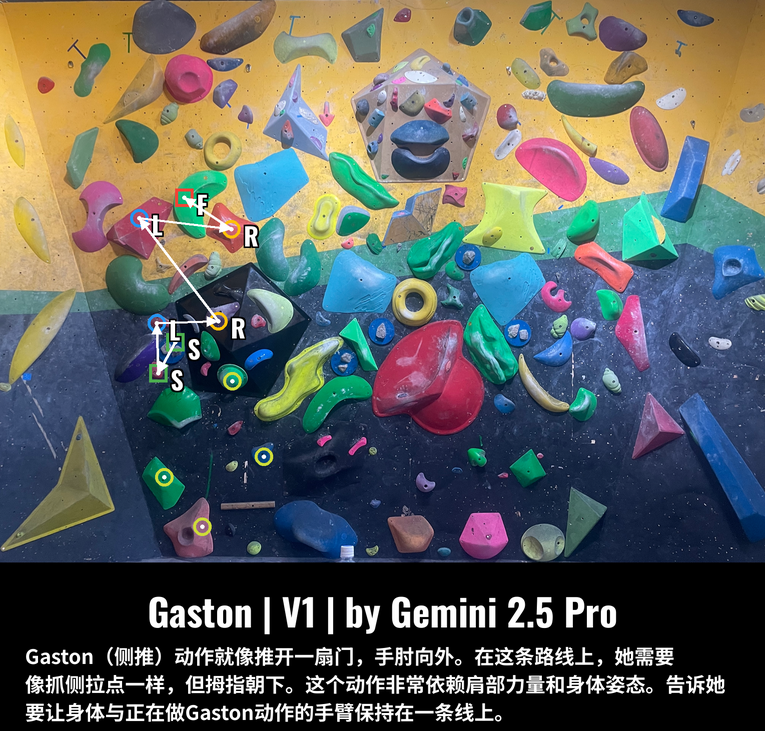 F
L
R
L
R
S
S
Gaston | V1 | by Gemini 2.5 Pro
Gaston（侧推）动作就像推开一扇门，手肘向外。在这条路线上，她需要
像抓侧拉点一样，但拇指朝下。这个动作非常依赖肩部力量和身体姿态。告诉她
要让身体与正在做Gaston动作的手臂保持在一条线上。